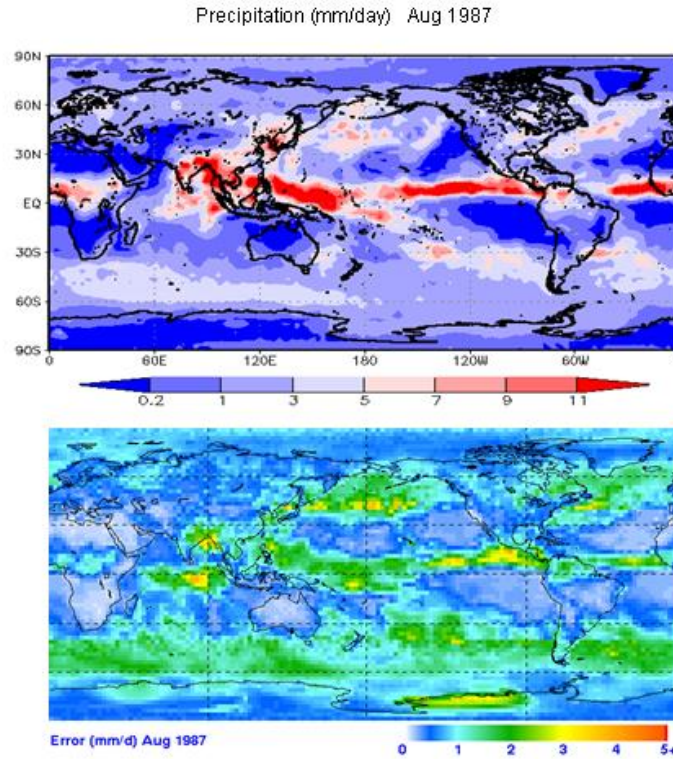 Precipitation (mm/day) Aug 1987
90N
60N
30N
EQ
30S
60S
90S
0 60E 120E 180 120W 60W
0.2 1 3 5 7 9 11
Error (mm/d) Aug 1987
0 1 2 3 4 5+